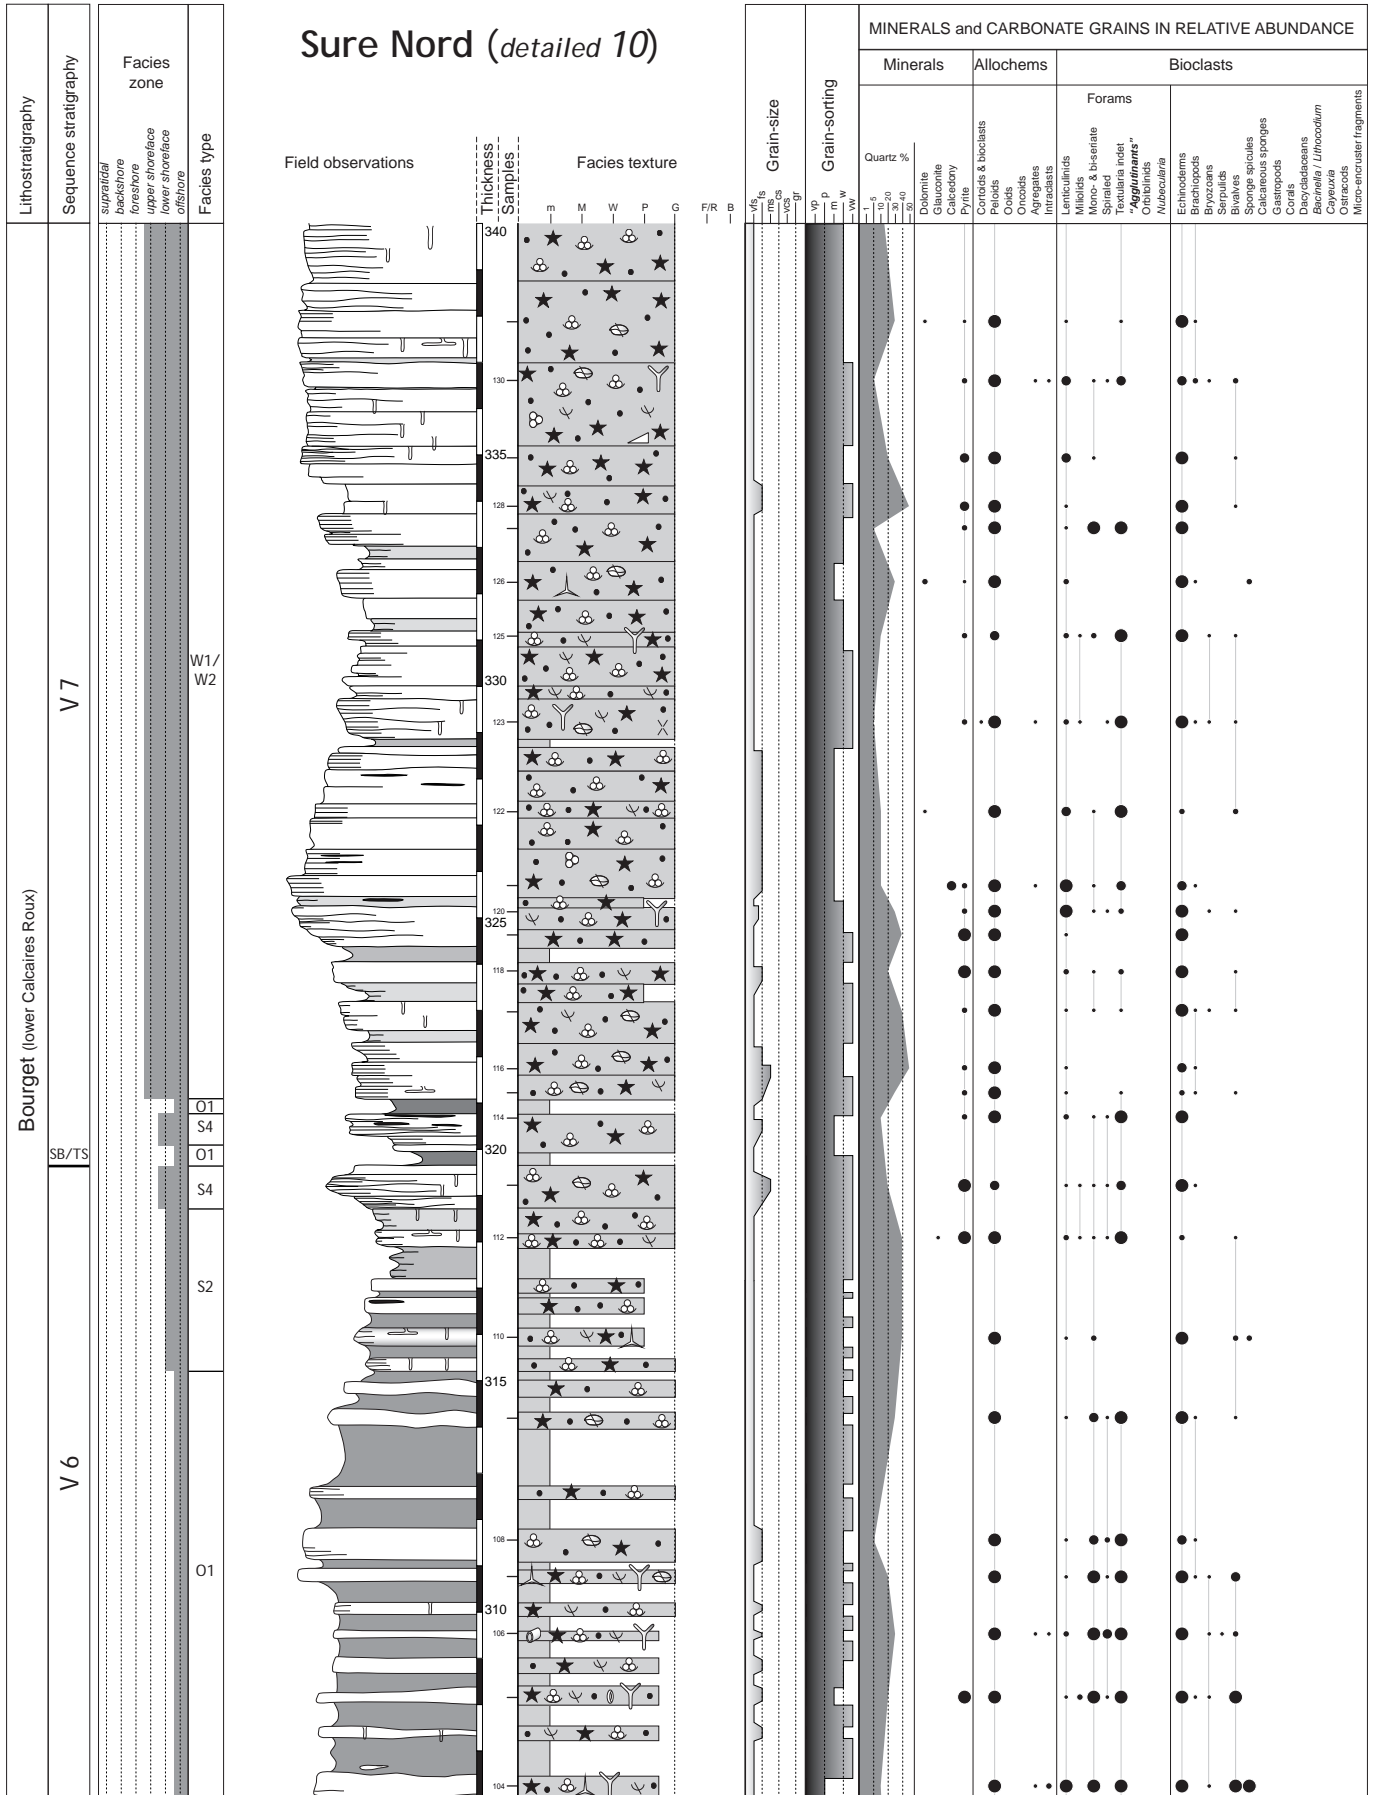 Sure Nord (detailed 10)
Lithostratigraphy
Sequence stratigraphy
Facies
zone
supratidal
backshore
foreshore
upper shoreface
lower shoreface
offshore
Facies type
Field observations
Thickness
Samples
Facies texture
m M W P G F/R B
Grain-size
vfs
fs
ms
cs
vcs
gr
Grain-sorting
vp
p
m
w
vw
MINERALS and CARBONATE GRAINS IN RELATIVE ABUNDANCE
Minerals
Allochems
Bioclasts
Forams
Quartz %
1
5
10
20
30
40
50
Dolomite
Glauconite
Calcedony
Pyrite
Cortoids & bioclasts
Peloids
Ooids
Oncoids
Agregates
Intraclasts
Lenticulinids
Miliolids
Mono- & bi-seriate
Spiraled
Textularia indet
"Agglutinants"
Orbitolinids
Nubecularia
Echinoderms
Brachiopods
Bryozoans
Serpulids
Bivalves
Sponge spicules
Calcareous sponges
Gastropods
Corals
Dacycladaceans
Bacinella / Lithocodium
Cayeuxia
Ostracods
Micro-encruster fragments
340
130
335
128
126
125
W1/
W2
330
V 7
123
122
120
325
118
Bourget (lower Calcaires Roux)
116
O1
114
S4
320
SB/TS
O1
S4
112
S2
110
315
V 6
108
O1
310
106
104